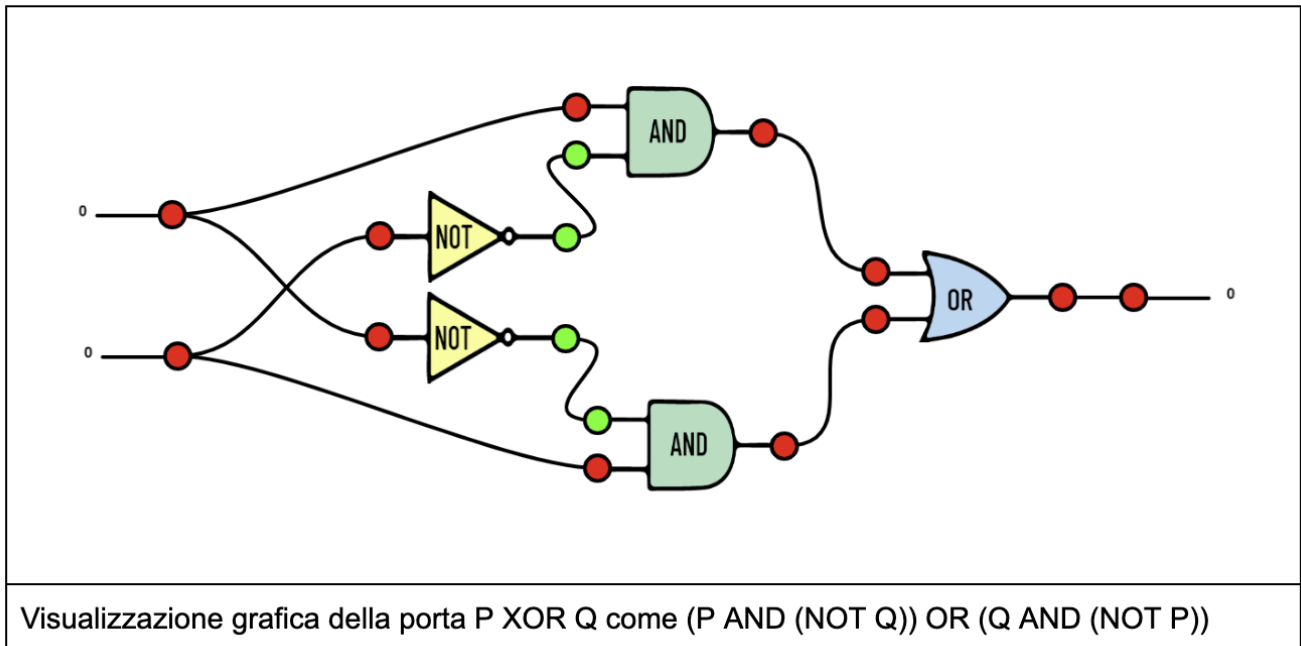 AND
0
NOT
OR
0
NOT
0
AND
Visualizzazione grafica della porta P XOR Q come (P AND (NOT Q)) OR (Q AND (NOT P))